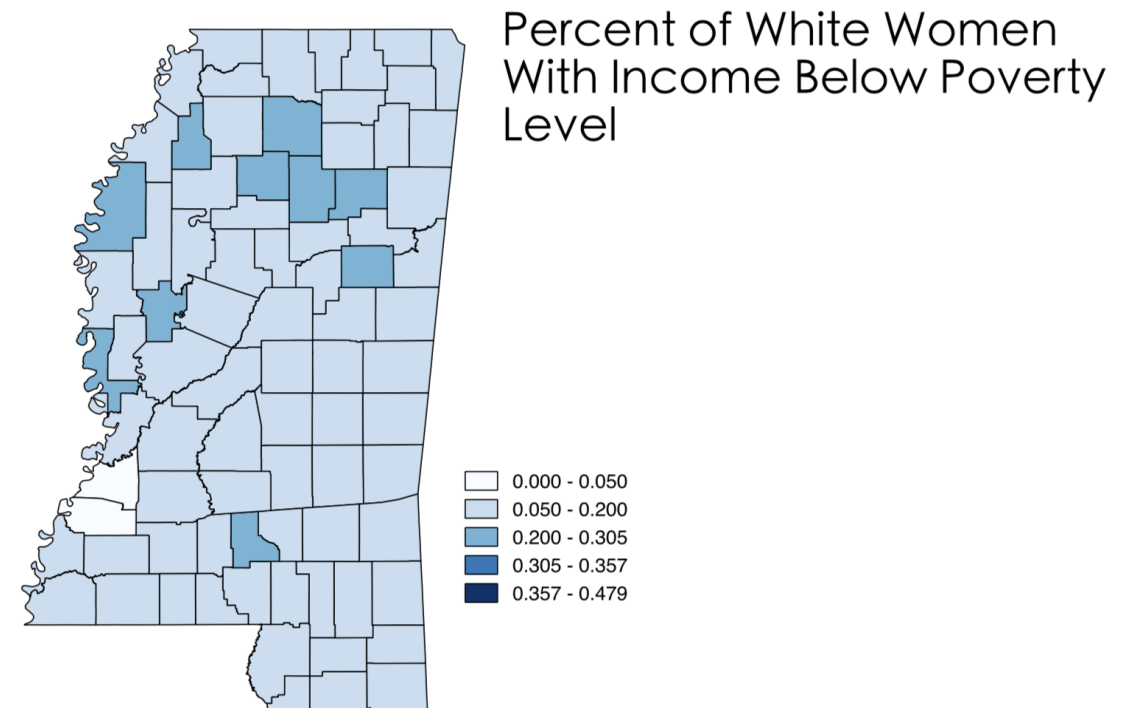 Percent of White Women
With Income Below Poverty
Level
0.000 - 0.050
0.050 - 0.200
0.200 - 0.305
0.305 - 0.357
0.357 - 0.479